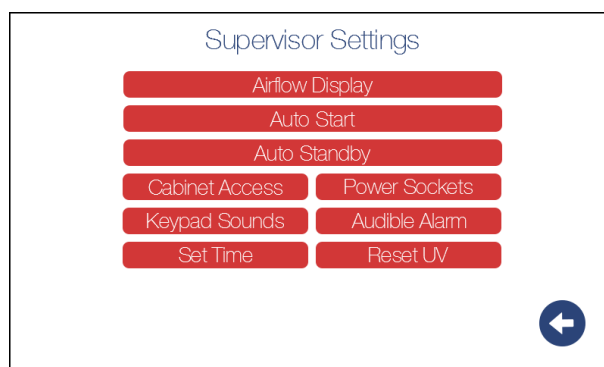 Supervisor Settings
Airflow Display
Auto Start
Auto Standby
Cabinet Access
Power Sockets
Keypad Sounds
Audible Alarm
Set Time
Reset UV